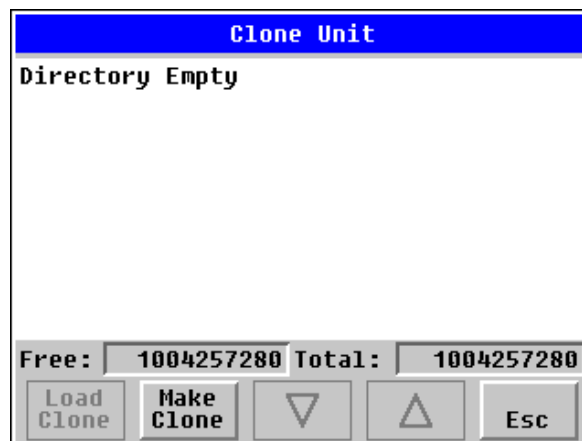 Clone Unit
Directory Empty
Free: 1004257280 Total: 1004257280
Load Clone Make Clone Esc